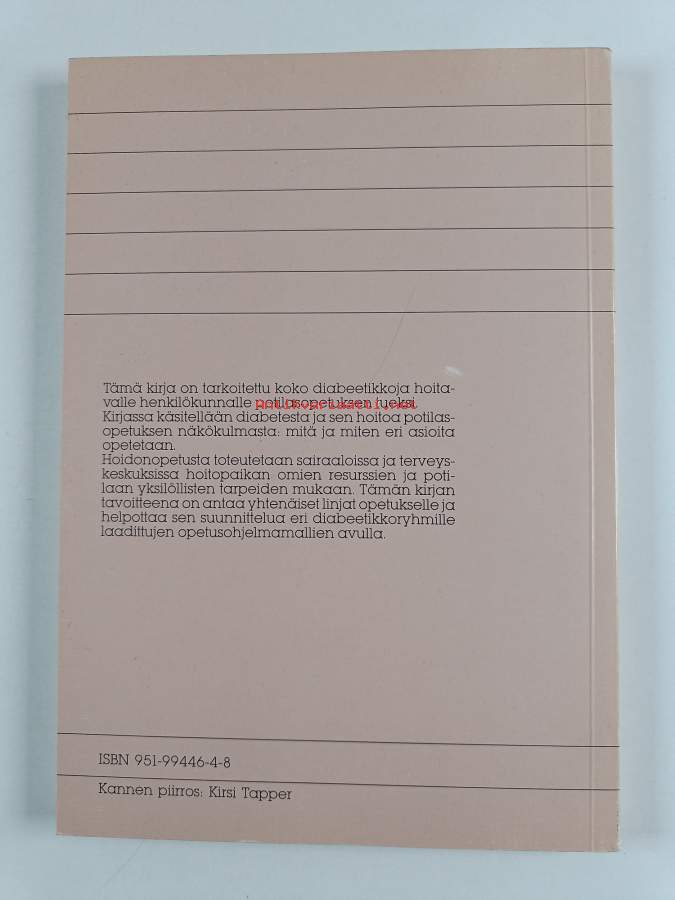 Tämä kirja on tarkoitettu koko diabeetikkoja hoita-
valle henkilökunnalle potilasopetuksen tueksi.
Antikvariaatti.net
Kirjassa käsitellään diabetesta ja sen hoitoa potilas-
opetuksen näkökulmasta: mitä ja miten eri asioita
opetetaan.
Hoidonopetusta toteutetaan sairaaloissa ja terveys-
keskuksissa hoitopaikan omien resurssien ja poti-
laan yksilöllisten tarpeiden mukaan. Tämän kirjan
tavoitteena on antaa yhtenäiset linjat opetukselle ja
helpottaa sen suunnittelua eri diabeetikkoryhmille
laadittujen opetusohjelmamallien avulla.
ISBN 951-99446-4-8
Kannen piirros: Kirsi Tapper